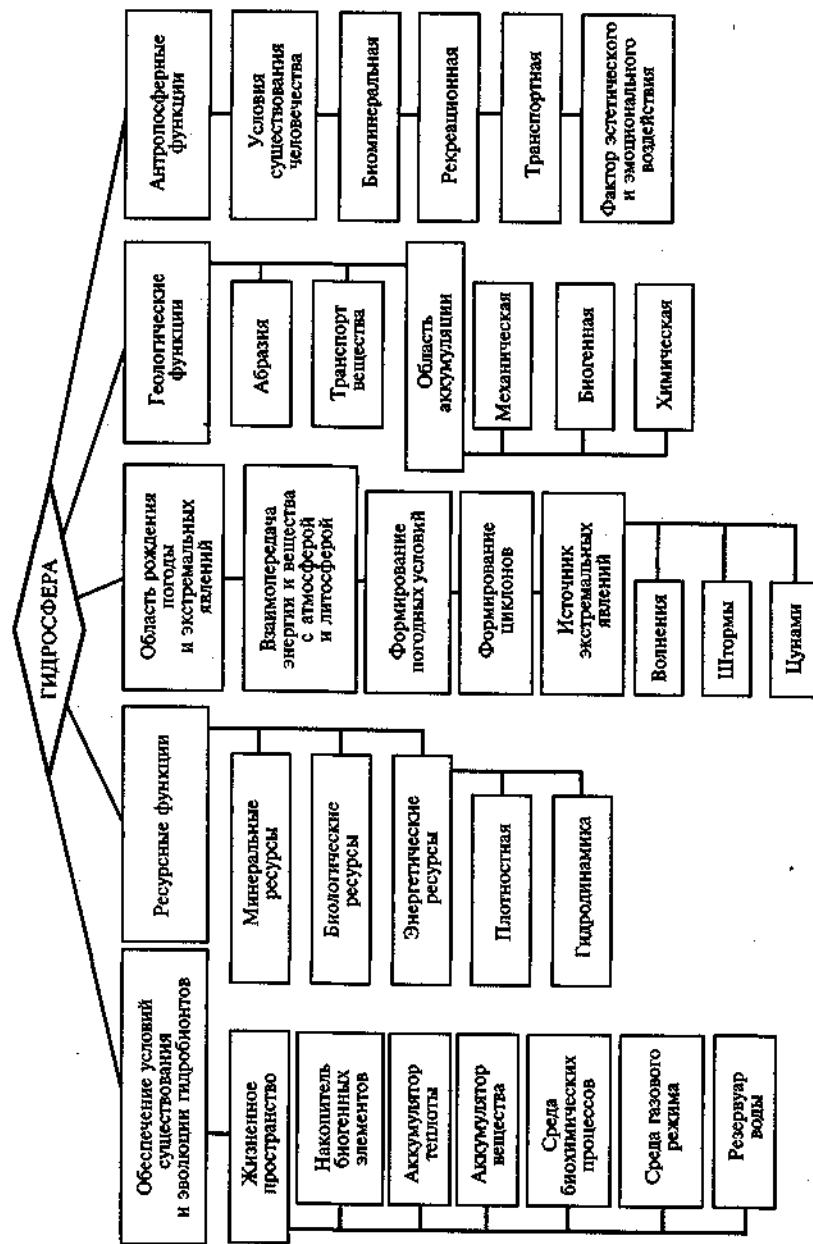 ГИДРОСФЕРА
Обеспечение условий
существования
и эволюции гидробионтов
Жизненное
пространство
Накопитель
биогенных
элементов
Аккумулятор
теплоты
Аккумулятор
вещества
Среда
биохимических
процессов
Среда газового
режима
Резервуар
воды
Ресурсные функции
Минеральные
ресурсы
Биологические
ресурсы
Энергетические
ресурсы
Плотностная
Гидродинамика
Область рождения
погоды
и экстремальных
явлений
Взаимопередача
энергии и вещества
с атмосферой
и литосферой
Формирование
погодных условий
Формирование
циклонов
Источник
экстремальных
явлений
Волнения
Штормы
Цунами
Геологические
функции
Абразия
Транспорт
вещества
Область
аккумуляции
Механическая
Биогенная
Химическая
Антропосферные
функции
Условия
существования
человечества
Биоминеральная
Рекреационная
Транспортная
Фактор эстетического
и эмоционального
воздействия